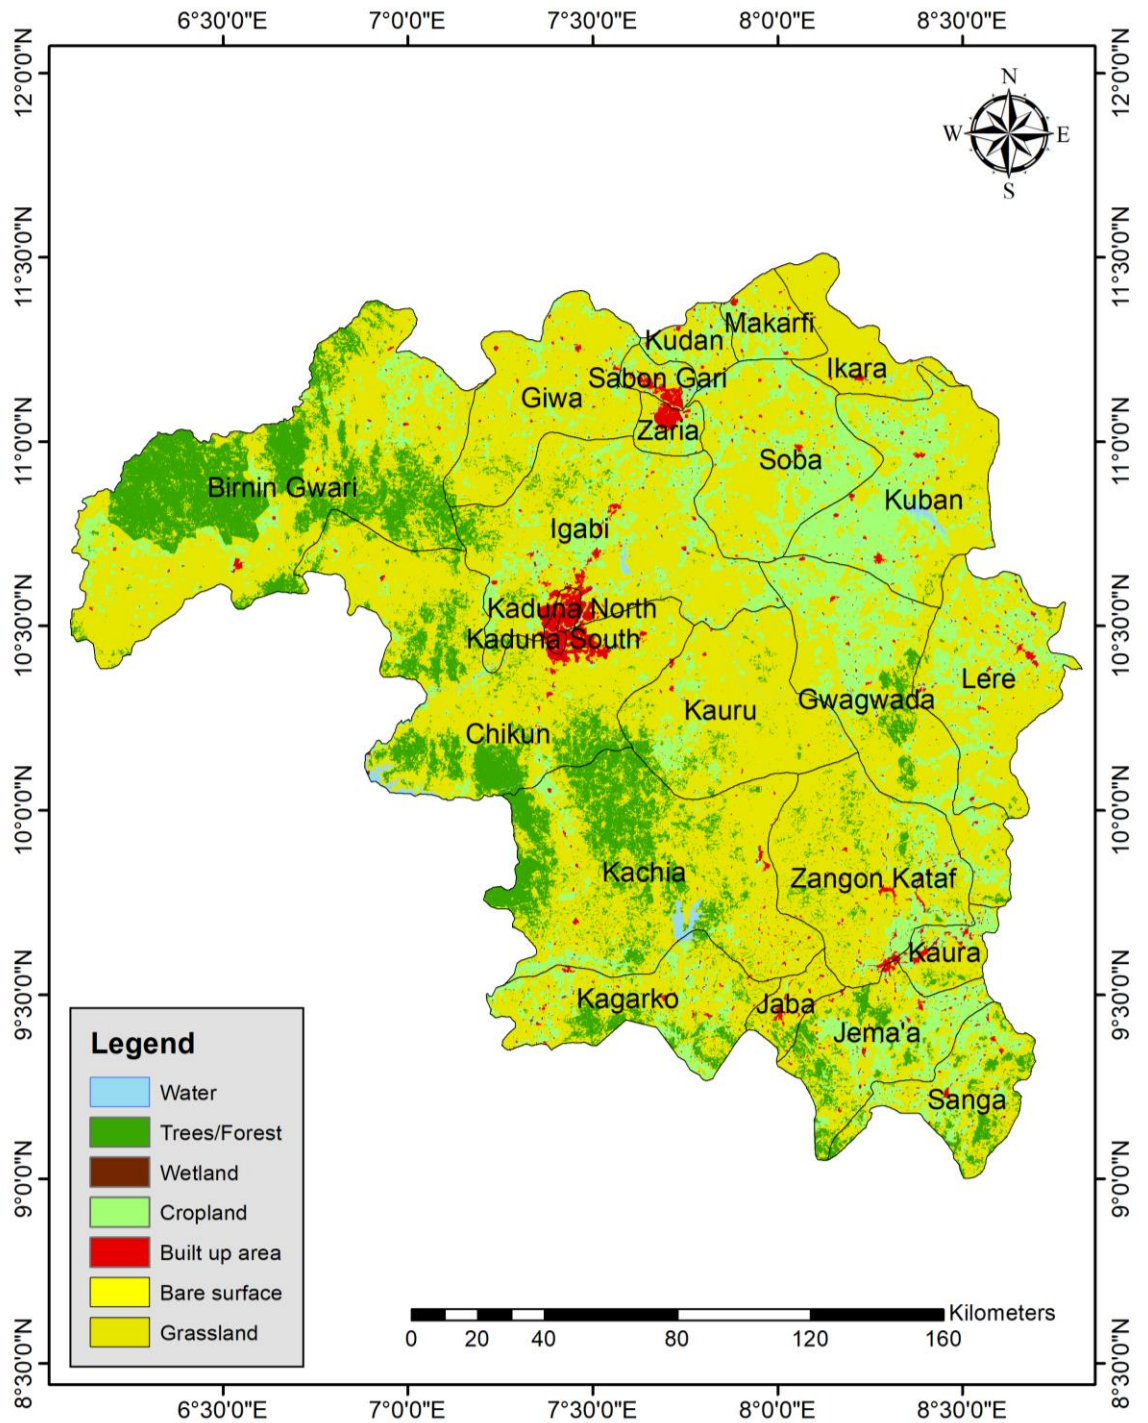 6°30'0"E 7°0'0"E 7°30'0"E 8°0'0"E 8°30'0"E
12°0'0"N 12°0'0"N
N
W E
S
11°30'0"N 11°30'0"N
Makarfi
Kudan
Ikara
Sabon Gari
Giwa
Zaria
11°0'0"N 11°0'0"N
Soba
Birnin Gwari
Kuban
Igabi
Kaduna North
10°30'0"N 10°30'0"N
Kaduna South
Lere
Gwagwada
Kauru
Chikun
10°0'0"N 10°0'0"N
Kachia
Zangon Kataf
Kaura
9°30'0"N 9°30'0"N
Kagarko
Jaba
Jema'a
Sanga
9°0'0"N 9°0'0"N
Legend
Water
Trees/Forest
Wetland
Cropland
Built up area
Bare surface
Grassland
Kilometers
0 20 40 80 120 160
8°30'0"N 8°30'0"N
6°30'0"E 7°0'0"E 7°30'0"E 8°0'0"E 8°30'0"E